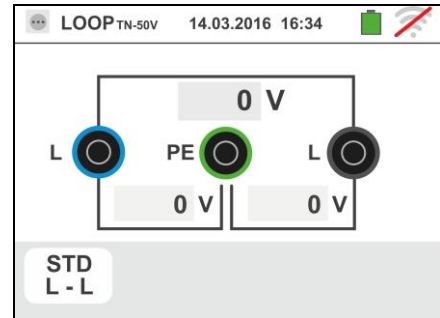 LOOP TN-50V 14.03.2016 16:34
0 V
L PE L
0 V 0 V
STD
L - L